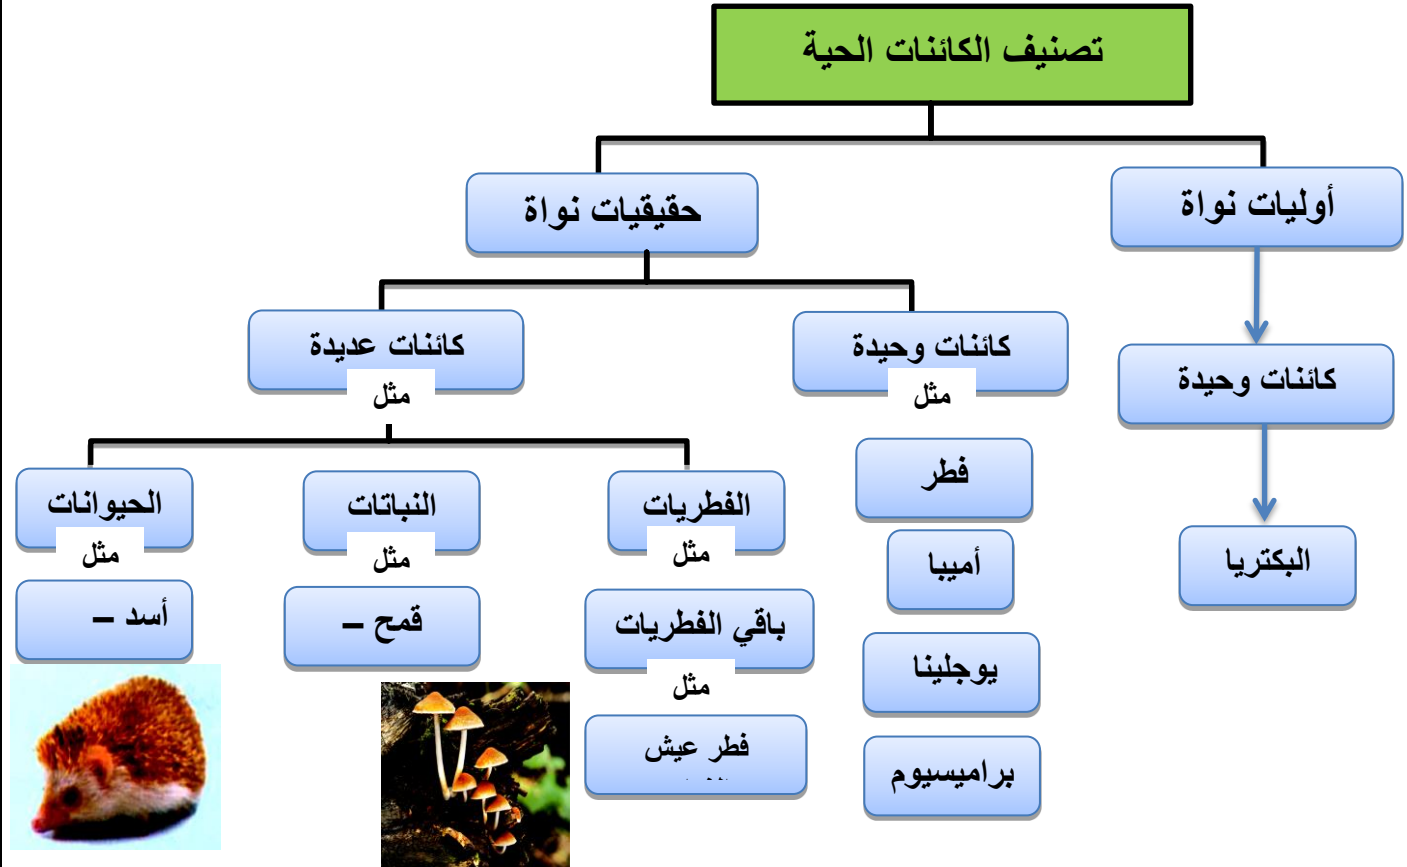 تصنيف الكائنات الحية
أوليات نواة
حقيقيات نواة
كائنات عديدة
كائنات وحيدة
كائنات وحيدة
مثل
مثل
فطر
الحيوانات
النباتات
الفطريات
مثل
مثل
مثل
أميبا
البكتريا
أسد –
قمح –
باقي الفطريات
يوجلينا
مثل
فطر عيش
براميسيوم